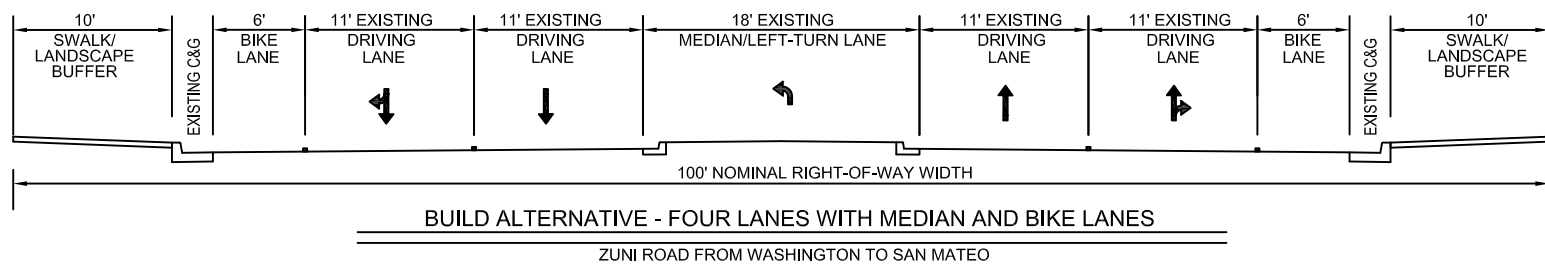 10'
SWALK/
LANDSCAPE
BUFFER
EXISTING C&G
6'
BIKE
LANE
11' EXISTING
DRIVING
LANE
11' EXISTING
DRIVING
LANE
18' EXISTING
MEDIAN/LEFT-TURN LANE
11' EXISTING
DRIVING
LANE
11' EXISTING
DRIVING
LANE
6'
BIKE
LANE
EXISTING C&G
10'
SWALK/
LANDSCAPE
BUFFER
100' NOMINAL RIGHT-OF-WAY WIDTH
BUILD ALTERNATIVE - FOUR LANES WITH MEDIAN AND BIKE LANES
ZUNI ROAD FROM WASHINGTON TO SAN MATEO